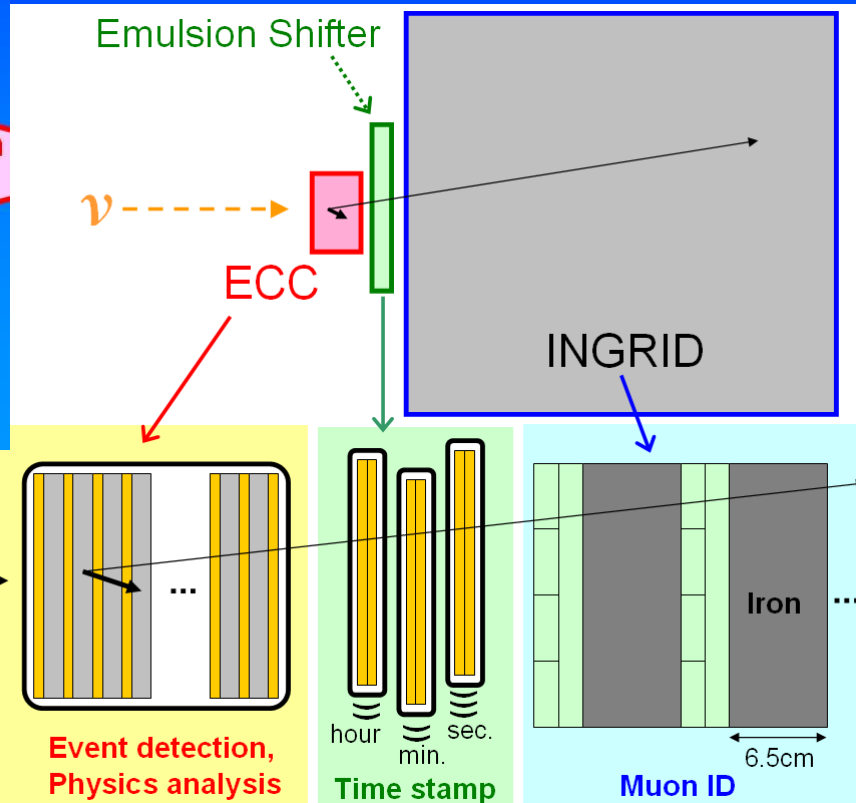 Emulsion Shifter
ν
ECC
INGRID
...
Iron
...
hour
min.
sec.
6.5cm
Event detection,
Physics analysis
Time stamp
Muon ID